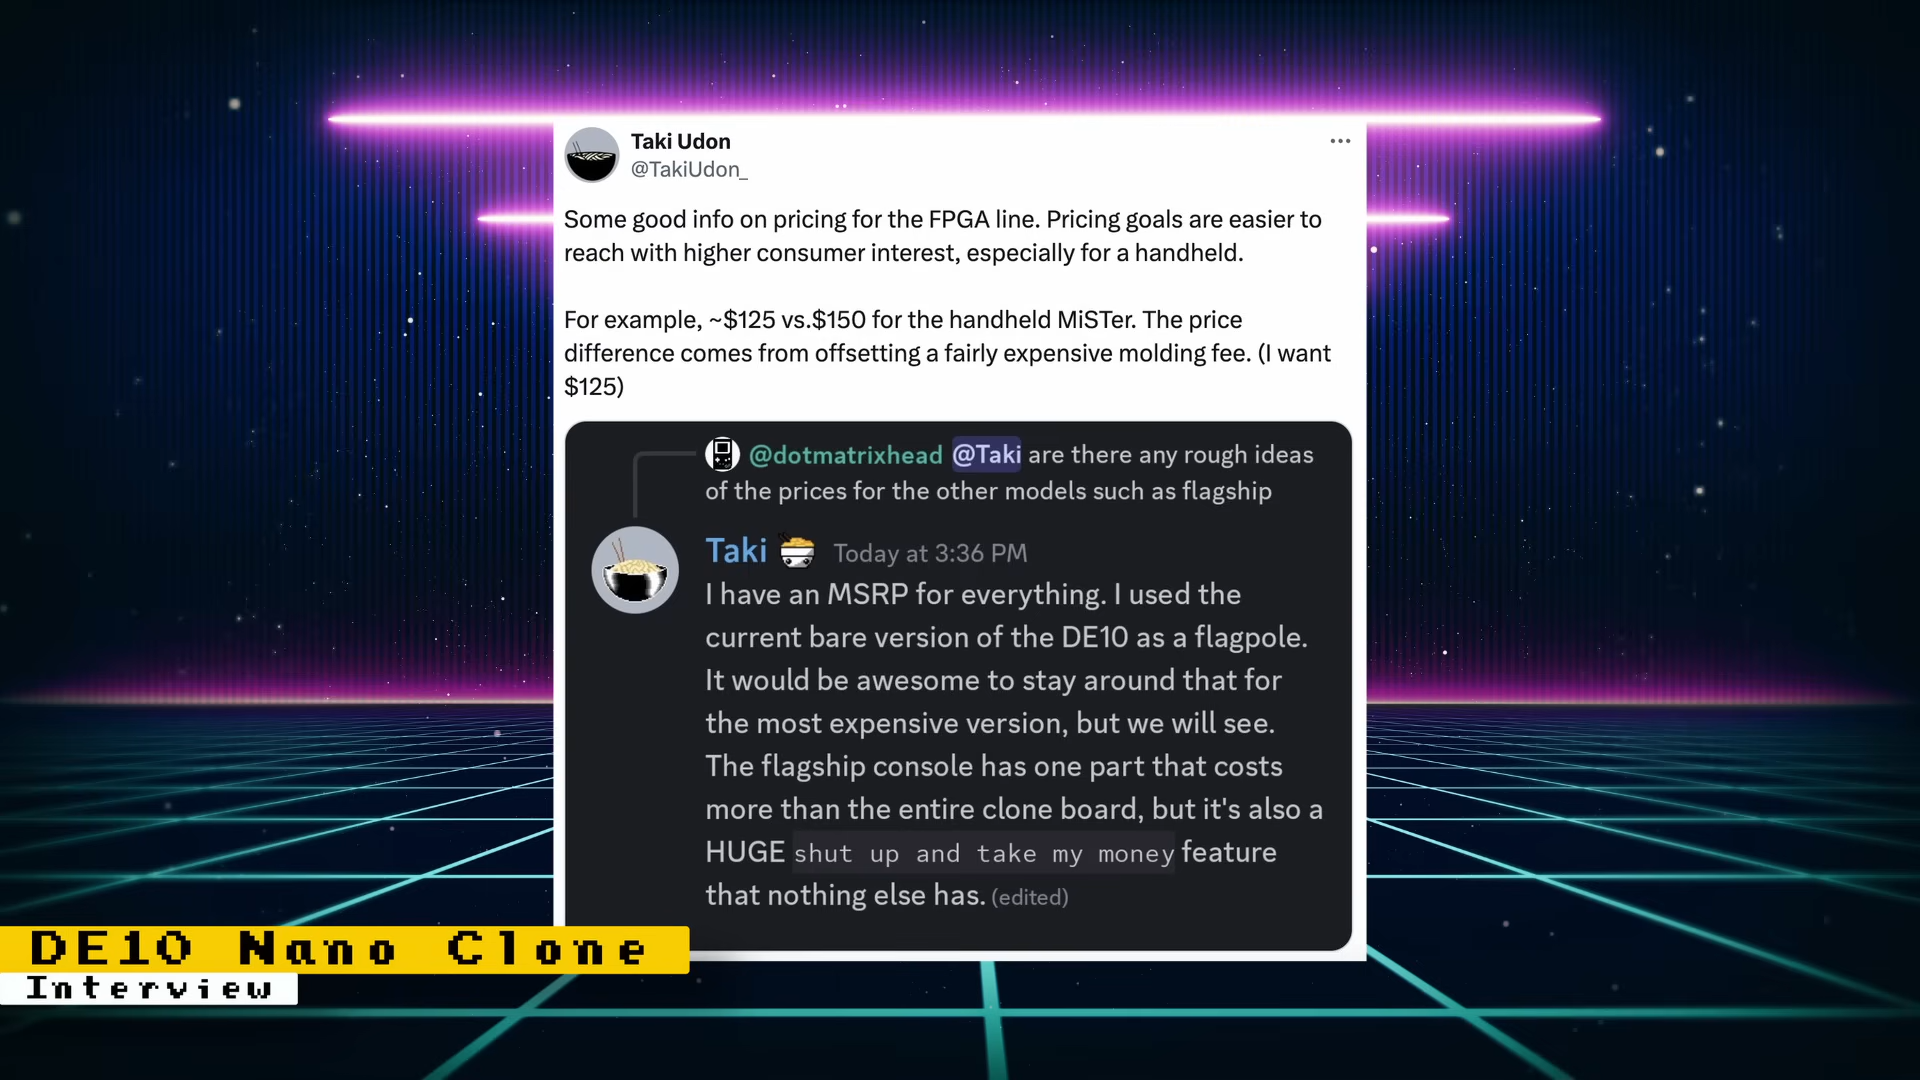 Taki Udon
@TakiUdon_
Some good info on pricing for the FPGA line. Pricing goals are easier to
reach with higher consumer interest, especially for a handheld.
For example, ~$125 vs.$150 for the handheld MiSTer. The price
difference comes from offsetting a fairly expensive molding fee. (I want
$125)
@dotmatrixhead @Taki are there any rough ideas
of the prices for the other models such as flagship
Taki Today at 3:36 PM
I have an MSRP for everything. I used the
current bare version of the DE10 as a flagpole.
It would be awesome to stay around that for
the most expensive version, but we will see.
The flagship console has one part that costs
more than the entire clone board, but it's also a
HUGE shut up and take my money feature
that nothing else has. (edited)
DE10 Nano Clone
Interview